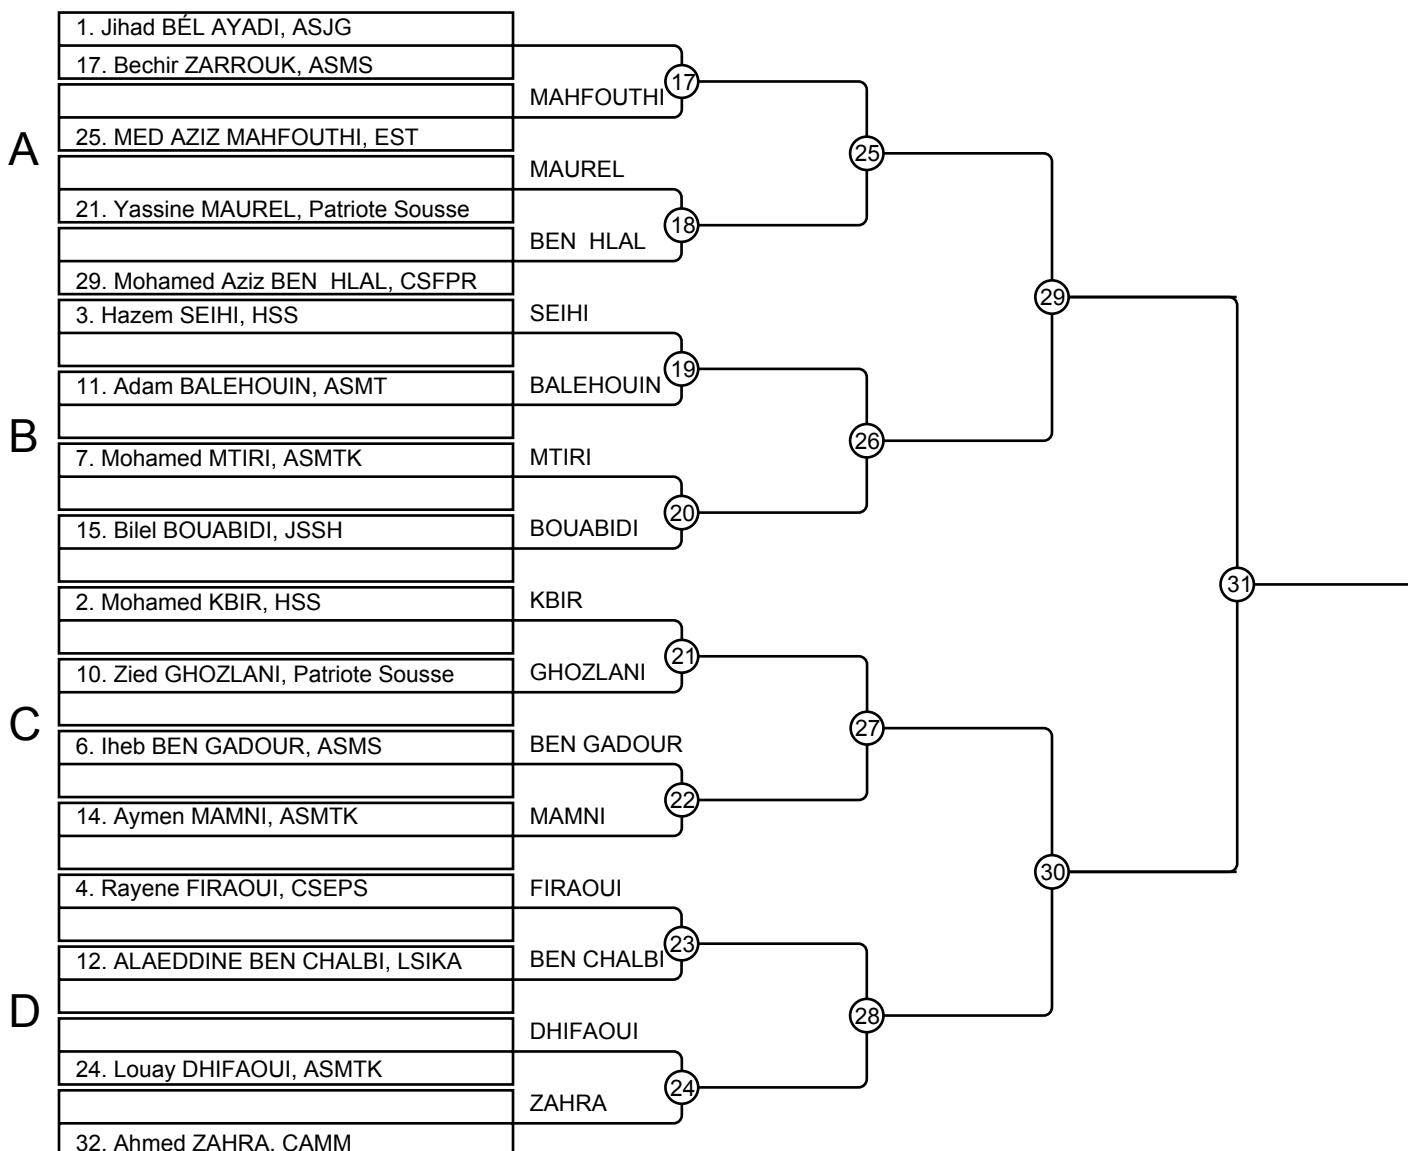 1. Jihad BÉL AYADI, ASJG
17. Bechir ZARROUK, ASMS
17
MAHFOUTHI
25. MED AZIZ MAHFOUTHI, EST
A
25
MAUREL
21. Yassine MAUREL, Patriote Sousse
18
BEN  HLAL
29. Mohamed Aziz BEN  HLAL, CSFPR
29
3. Hazem SEIHI, HSS
SEIHI
19
11. Adam BALEHOUIN, ASMT
BALEHOUIN
B
26
7. Mohamed MTIRI, ASMTK
MTIRI
20
15. Bilel BOUABIDI, JSSH
BOUABIDI
31
2. Mohamed KBIR, HSS
KBIR
21
10. Zied GHOZLANI, Patriote Sousse
GHOZLANI
C
27
6. Iheb BEN GADOUR, ASMS
BEN GADOUR
22
14. Aymen MAMNI, ASMTK
MAMNI
30
4. Rayene FIRAOUI, CSEPS
FIRAOUI
23
12. ALAEDDINE BEN CHALBI, LSIKA
BEN CHALBI
D
28
DHIFAOUI
24. Louay DHIFAOUI, ASMTK
24
ZAHRA
32. Ahmed ZAHRA, CAMM